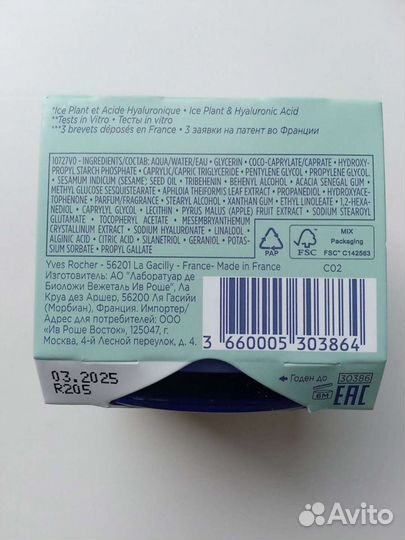 *Ice Plant et Acide Hyaluronique • Ice Plant & Hyaluronic Acid
**Tests in Vitro • Тесты in vitro
***3 brevets déposés en France • 3 заявки на патент во Франции
10727V0 - INGREDIENTS/СОСТАВ: AQUA/WATER/EAU • GLYCERIN • COCO-CAPRYLATE/CAPRATE • HYDROXY-
PROPYL STARCH PHOSPHATE • CAPRYLIC/CAPRIC TRIGLYCERIDE • PENTYLENE GLYCOL • PROPYLENE GLYCOL
• SESAMUM INDICUM (SESAME) SEED OIL • TRIBEHENIN • BEHENYL ALCOHOL • ACACIA SENEGAL GUM •
METHYL GLUCOSE SESQUISTEARATE • APHLOIA THEIFORMIS LEAF EXTRACT • PROPANEDIOL • HYDROXYACE-
TOPHENONE • PARFUM/FRAGRANCE • STEARYL ALCOHOL • XANTHAN GUM • ETHYL LINOLEATE • 1,2-HEXA-
NEDIOL • CAPRYLYL GLYCOL • LECITHIN • PYRUS MALUS (APPLE) FRUIT EXTRACT • SODIUM STEAROYL
GLUTAMATE • TOCOPHERYL ACETATE • MESEMBRYANTHEMUM
CRYSTALLINUM EXTRACT • SODIUM HYALURONATE • LINALOOL •
ALGINIC ACID • CITRIC ACID • SILANETRIOL • GERANIOL • POTAS-
SIUM SORBATE • PROPYL GALLATE
PAP
FSC
MIX
Packaging
FSC™ C142563
Yves Rocher - 56201 La Gacilly - France- Made in France
CO2
Изготовитель: АО "Лаборатуар де
Биоложи Вежеталь Ив Роше", Ла
Круа дез Аршер, 56200 Ля Гасийи
(Морбиан), Франция. Импортер/
Адрес для потребителей: ООО
«Ив Роше Восток», 125047, г.
Москва, 4-й Лесной переулок, д. 4.
3 660005 303864
03.2025
R205
Годен до
30386
6M
EAC
Avito